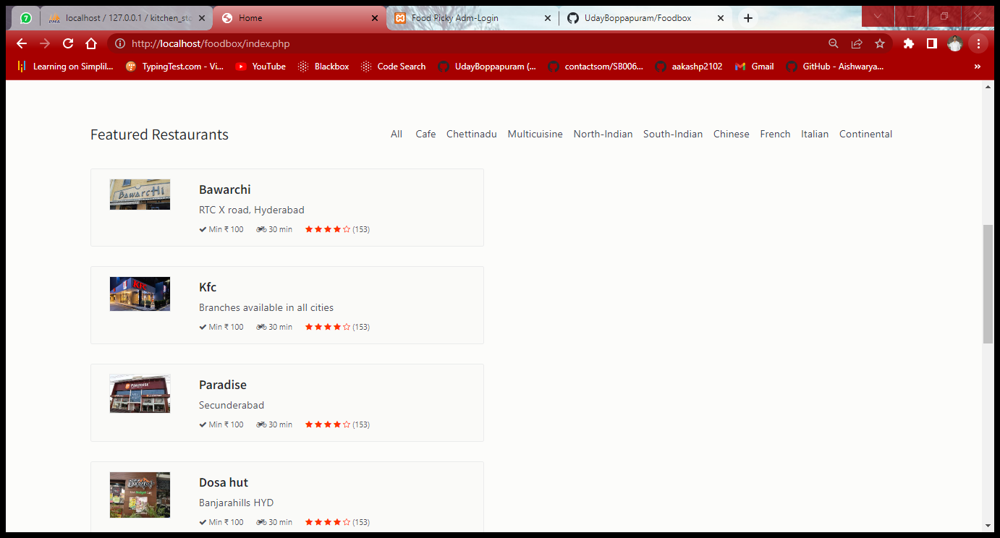 7
PMA
localhost / 127.0.0.1 / kitchen_sto
Home
Food Picky Adm-Login
UdayBoppapuram/Foodbox
http://localhost/foodbox/index.php
Learning on Simplil...
TypingTest.com - Vi...
YouTube
Blackbox
Code Search
UdayBoppapuram (...
contactsom/SB006...
aakashp2102
Gmail
GitHub - Aishwarya...
»
Featured Restaurants
All Cafe Chettinadu Multicuisine North-Indian South-Indian Chinese French Italian Continental
BAWARCHI
Bawarchi
RTC X road, Hyderabad
Min ₹ 100 30 min (153)
KFC
Kfc
Branches available in all cities
Min ₹ 100 30 min (153)
PARADISE
Paradise
Secunderabad
Min ₹ 100 30 min (153)
Dosa hut
Banjarahills HYD
Min ₹ 100 30 min (153)